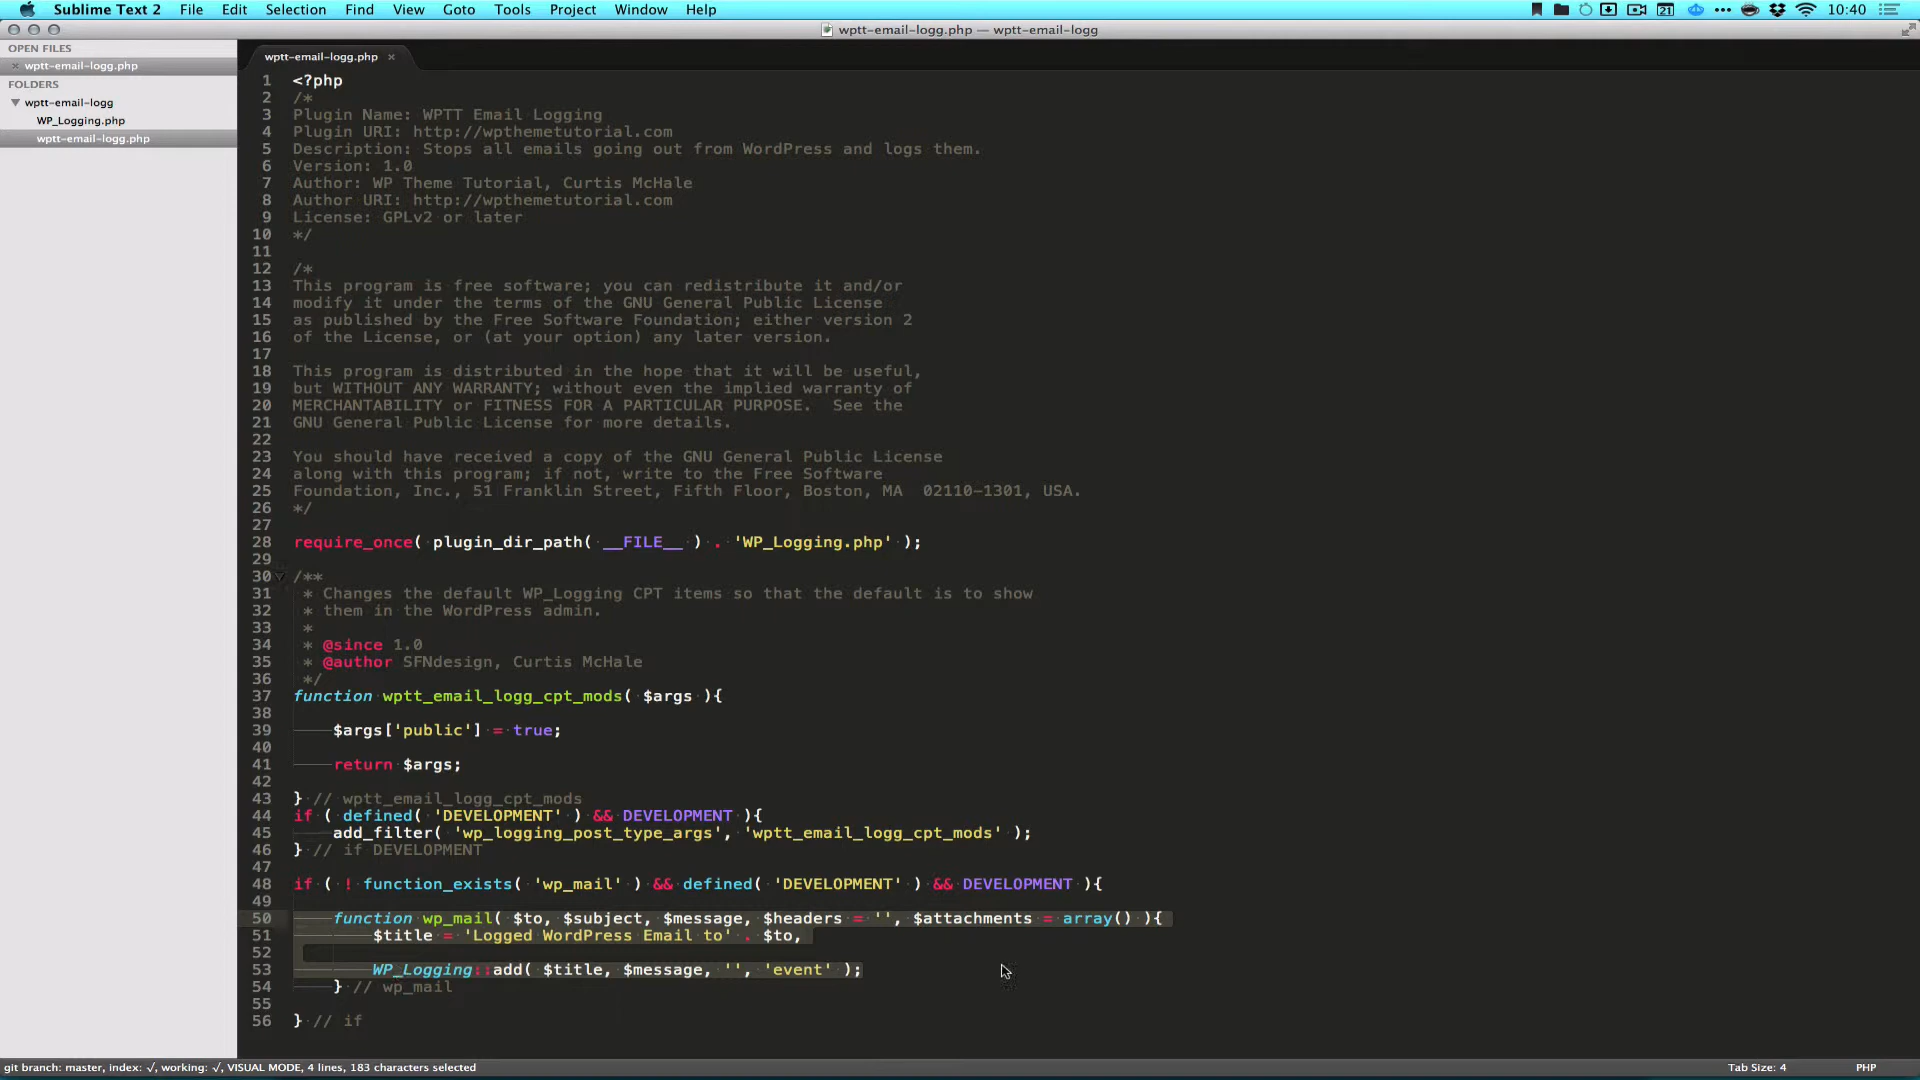 Sublime Text 2 File Edit Selection Find View Goto Tools Project Window Help 21 10:40
wptt-email-logg.php — wptt-email-logg
OPEN FILES
× wptt-email-logg.php
FOLDERS
wptt-email-logg
WP_Logging.php
wptt-email-logg.php
wptt-email-logg.php ×
1 <?php
2 /*
3 Plugin Name: WPTT Email Logging
4 Plugin URI: http://wpthemetutorial.com
5 Description: Stops all emails going out from WordPress and logs them.
6 Version: 1.0
7 Author: WP Theme Tutorial, Curtis McHale
8 Author URI: http://wpthemetutorial.com
9 License: GPLv2 or later
10 */
11
12 /*
13 This program is free software; you can redistribute it and/or
14 modify it under the terms of the GNU General Public License
15 as published by the Free Software Foundation; either version 2
16 of the License, or (at your option) any later version.
17
18 This program is distributed in the hope that it will be useful,
19 but WITHOUT ANY WARRANTY; without even the implied warranty of
20 MERCHANTABILITY or FITNESS FOR A PARTICULAR PURPOSE.  See the
21 GNU General Public License for more details.
22
23 You should have received a copy of the GNU General Public License
24 along with this program; if not, write to the Free Software
25 Foundation, Inc., 51 Franklin Street, Fifth Floor, Boston, MA  02110-1301, USA.
26 */
27
28 require_once( plugin_dir_path( __FILE__ ) . 'WP_Logging.php' );
29
30 /**
31 * Changes the default WP_Logging CPT items so that the default is to show
32 * them in the WordPress admin.
33 *
34 * @since 1.0
35 * @author SFNdesign, Curtis McHale
36 */
37 function wptt_email_logg_cpt_mods( $args ){
38
39 $args['public'] = true;
40
41 return $args;
42
43 } // wptt_email_logg_cpt_mods
44 if ( defined( 'DEVELOPMENT' ) && DEVELOPMENT ){
45 add_filter( 'wp_logging_post_type_args', 'wptt_email_logg_cpt_mods' );
46 } // if DEVELOPMENT
47
48 if ( ! function_exists( 'wp_mail' ) && defined( 'DEVELOPMENT' ) && DEVELOPMENT ){
49
50 function wp_mail( $to, $subject, $message, $headers = '', $attachments = array() ){
51 $title = 'Logged WordPress Email to' . $to,
52
53 WP_Logging::add( $title, $message, '', 'event' );
54 } // wp_mail
55
56 } // if
git branch: master, index: √, working: √, VISUAL MODE, 4 lines, 183 characters selected Tab Size: 4 PHP